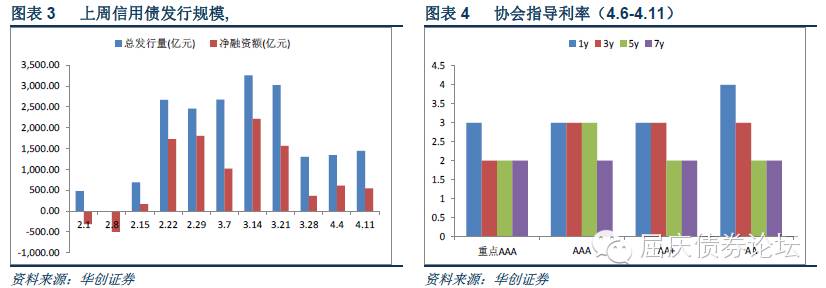 图表 3 上周信用债发行规模,
总发行量(亿元) 净融资额(亿元)
3,500.00
3,000.00
2,500.00
2,000.00
1,500.00
1,000.00
500.00
0.00
-500.00
-1,000.00
2.1 2.8 2.15 2.22 2.29 3.7 3.14 3.21 3.28 4.4 4.11
资料来源：华创证券
图表 4 协会指导利率（4.6-4.11）
1y 3y 5y 7y
4.5
4
3.5
3
2.5
2
1.5
1
0.5
0
重点AAA AAA AA+ AA
屈庆债券论坛
资料来源：华创证券